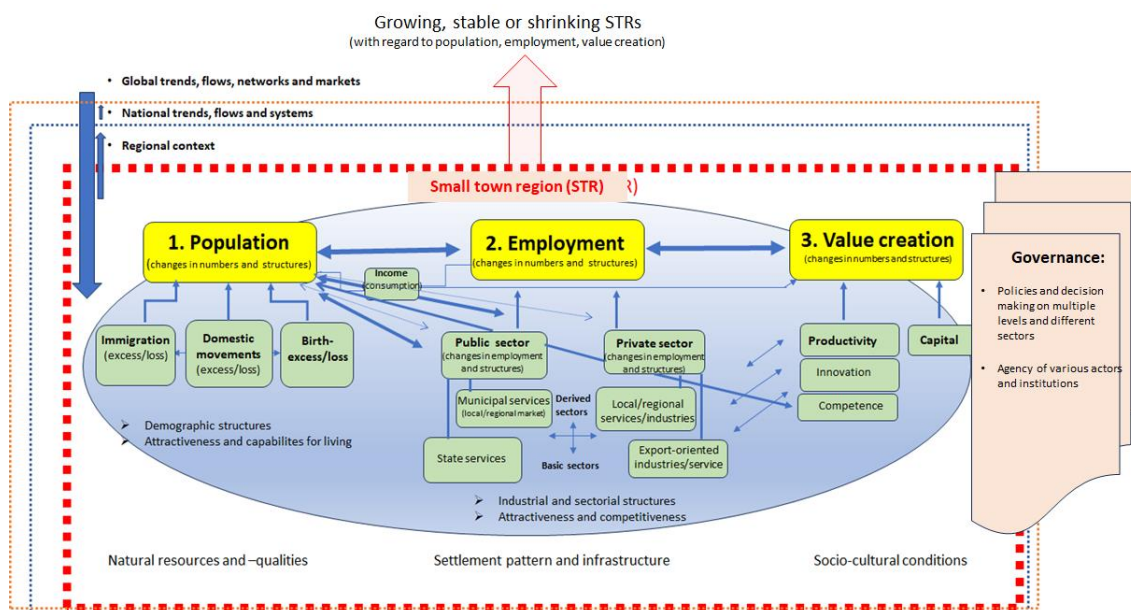 Growing, stable or shrinking STRs
(with regard to population, employment, value creation)
• Global trends, flows, networks and markets
• National trends, flows and systems
• Regional context
Small town region (STR) R)
1. Population
(changes in numbers and structures)
2. Employment
(changes in numbers and structures)
3. Value creation
(changes in numbers and structures)
Income
(consumption)
Immigration
(excess/loss)
Domestic
movements
(excess/loss)
Birth-
excess/loss)
Public sector
(changes in employment
and structures)
Private sector
(changes in employment
and structures)
Productivity
Capital
Innovation
Competence
Municipal services
(local/regional market)
Derived
sectors
Local/regional
services/industries
State services
Basic sectors
Export-oriented
industries/service
➢ Demographic structures
➢ Attractiveness and capabilites for living
➢ Industrial and sectorial structures
➢ Attractiveness and competitiveness
Governance:
• Policies and decision
making on multiple
levels and different
sectors
• Agency of various actors
and institutions
Natural resources and –qualities
Settlement pattern and infrastructure
Socio-cultural conditions